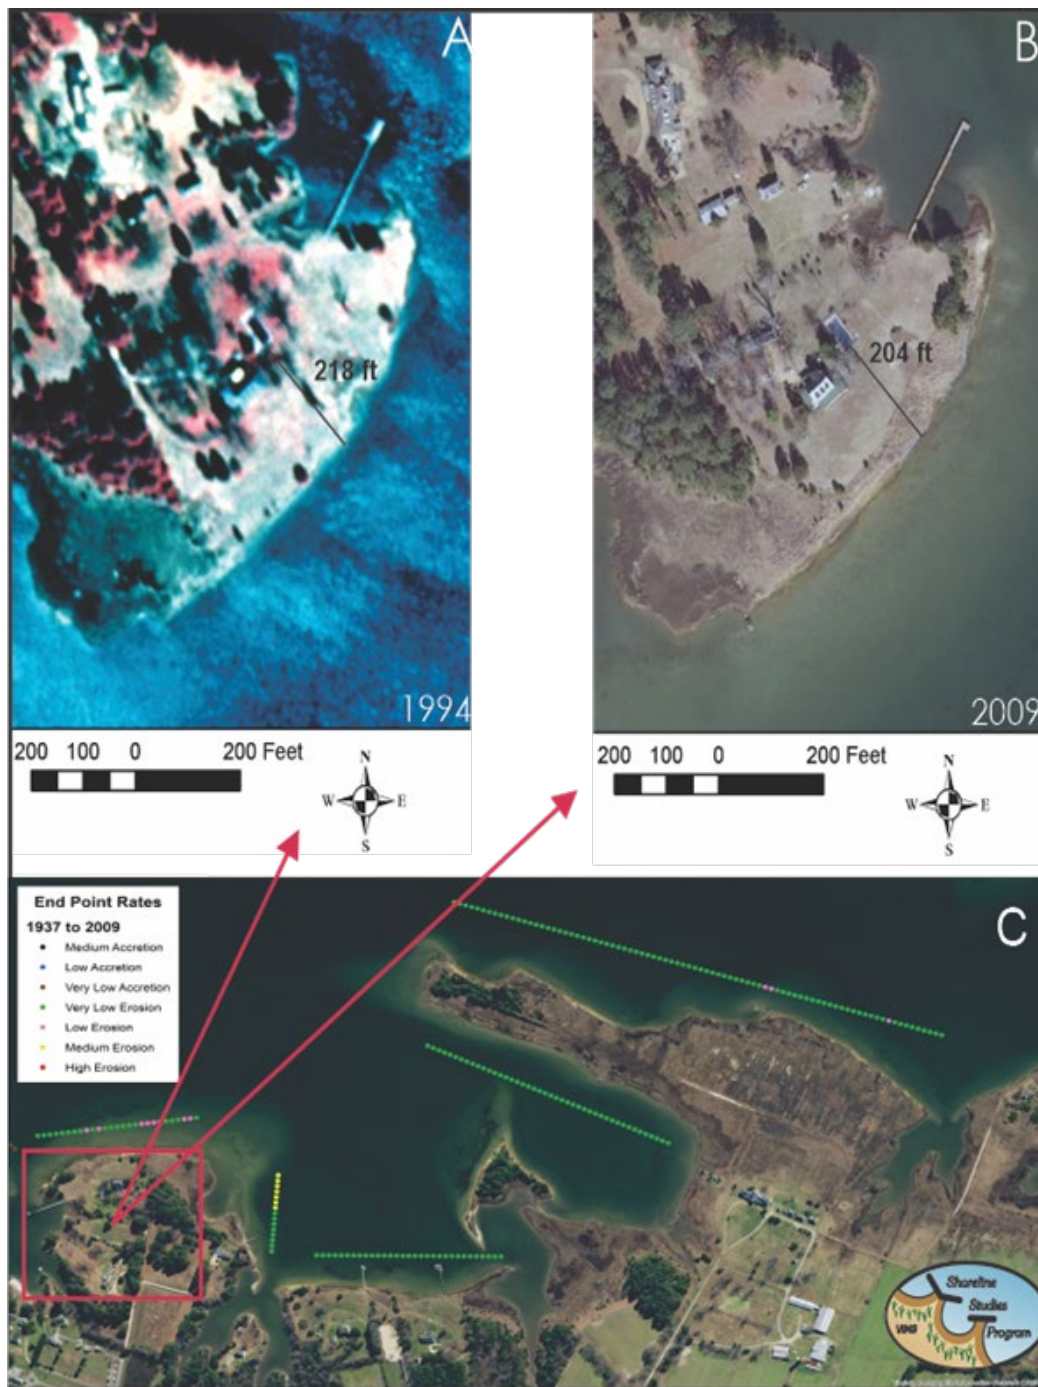 A
218 ft
1994
200 100 0 200 Feet
N
W E
S
B
204 ft
2009
200 100 0 200 Feet
N
W E
S
C
End Point Rates
1937 to 2009
Medium Accretion
Low Accretion
Very Low Accretion
Very Low Erosion
Low Erosion
Medium Erosion
High Erosion
Shoreline
Studies
Program
VIMS